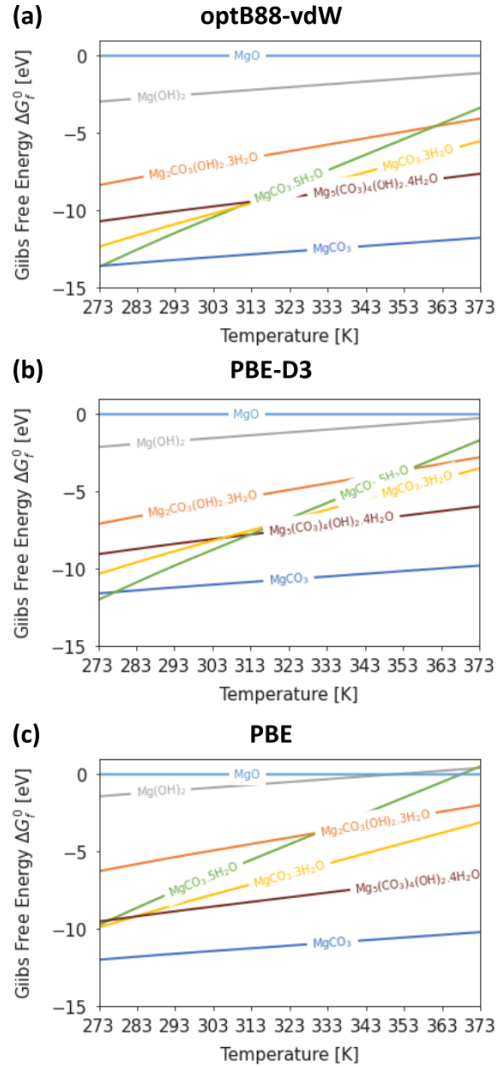 (a) optB88-vdW
Giibs Free Energy ΔG⁰f [eV]
0
−5
−10
−15
MgO
Mg(OH)₂
Mg₂CO₃(OH)₂.3H₂O
MgCO₃.5H₂O
MgCO₃.3H₂O
Mg₅(CO₃)₄(OH)₂.4H₂O
MgCO₃
273 283 293 303 313 323 333 343 353 363 373
Temperature [K]
(b) PBE-D3
Giibs Free Energy ΔG⁰f [eV]
0
−5
−10
−15
MgO
Mg(OH)₂
Mg₂CO₃(OH)₂.3H₂O
MgCO₃.5H₂O
MgCO₃.3H₂O
Mg₅(CO₃)₄(OH)₂.4H₂O
MgCO₃
273 283 293 303 313 323 333 343 353 363 373
Temperature [K]
(c) PBE
Giibs Free Energy ΔG⁰f [eV]
0
−5
−10
−15
MgO
Mg(OH)₂
Mg₂CO₃(OH)₂.3H₂O
MgCO₃.5H₂O
MgCO₃.3H₂O
Mg₅(CO₃)₄(OH)₂.4H₂O
MgCO₃
273 283 293 303 313 323 333 343 353 363 373
Temperature [K]